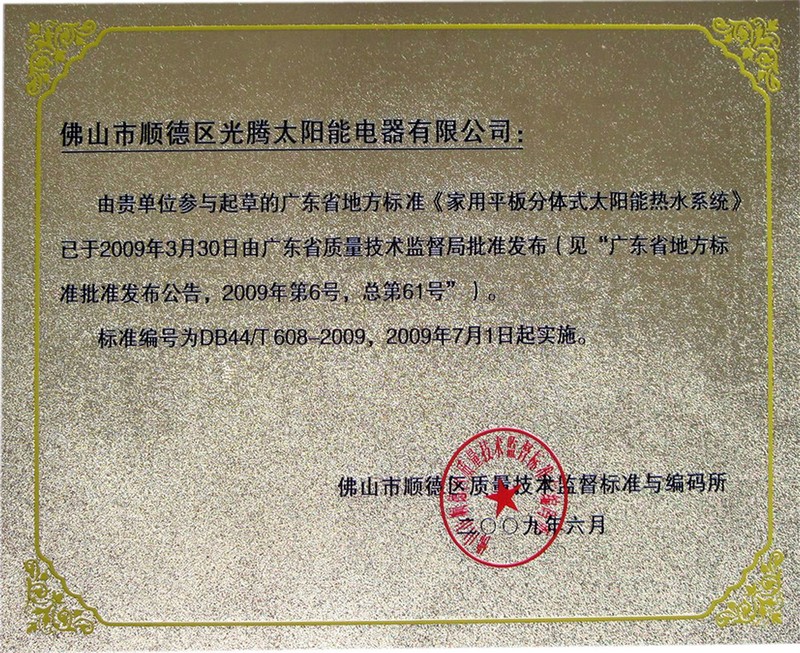 佛山市顺德区光腾太阳能电器有限公司：
由贵单位参与起草的广东省地方标准《家用平板分体式太阳能热水系统》
已于2009年3月30日由广东省质量技术监督局批准发布（见“广东省地方标
准批准发布公告，2009年第6号，总第61号”）。
标准编号为DB44/T 608-2009，2009年7月1日起实施。
佛山市顺德区质量技术监督标准与编码所
二〇〇九年六月